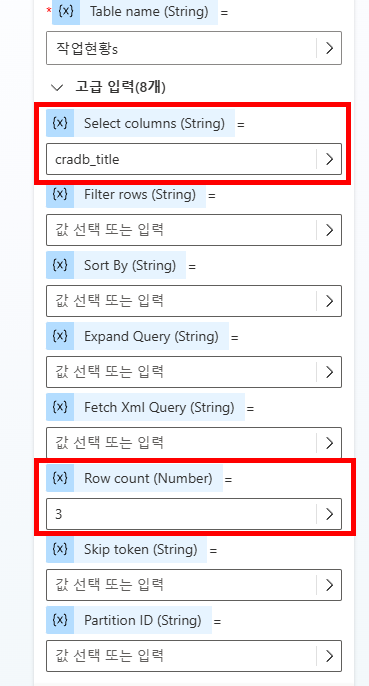 * {x} Table name (String) =
작업현황s
고급 입력(8개)
{x} Select columns (String) =
cradb_title
{x} Filter rows (String) =
값 선택 또는 입력
{x} Sort By (String) =
값 선택 또는 입력
{x} Expand Query (String) =
값 선택 또는 입력
{x} Fetch Xml Query (String) =
값 선택 또는 입력
{x} Row count (Number) =
3
{x} Skip token (String) =
값 선택 또는 입력
{x} Partition ID (String) =
값 선택 또는 입력